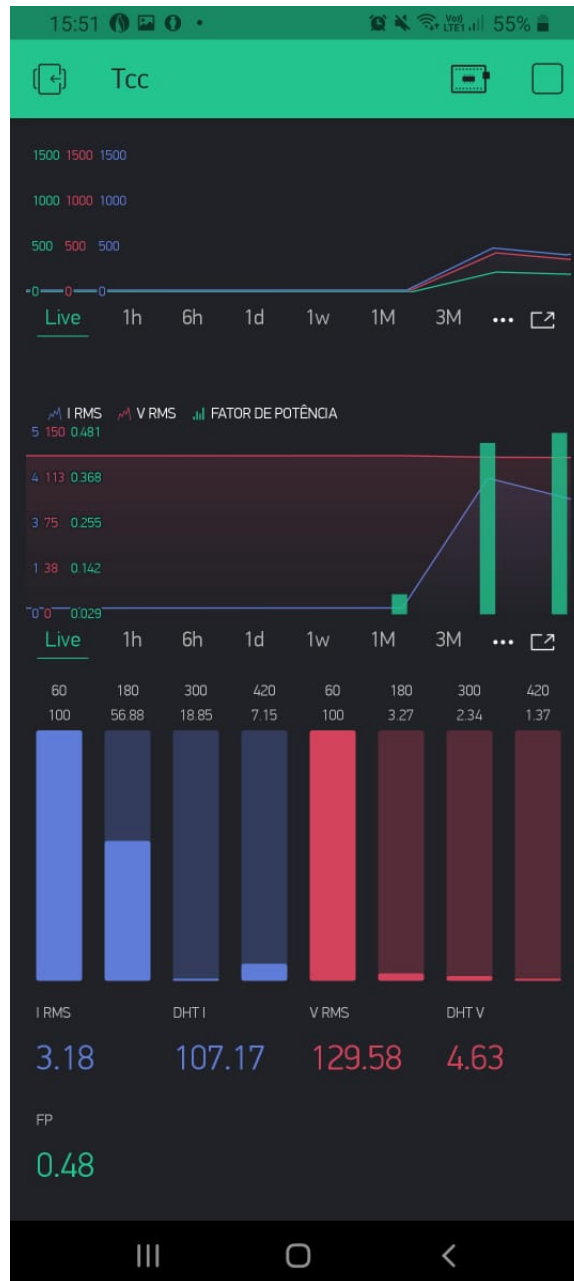 15:51 55%
Tcc
1500 1500 1500
1000 1000 1000
500 500 500
0 0 0
Live 1h 6h 1d 1w 1M 3M ...
I RMS V RMS FATOR DE POTÊNCIA
5 150 0.481
4 113 0.368
3 75 0.255
1 38 0.142
0 0 0.029
Live 1h 6h 1d 1w 1M 3M ...
60 180 300 420 60 180 300 420
100 56.88 18.85 7.15 100 3.27 2.34 1.37
I RMS DHT I V RMS DHT V
3.18 107.17 129.58 4.63
FP
0.48